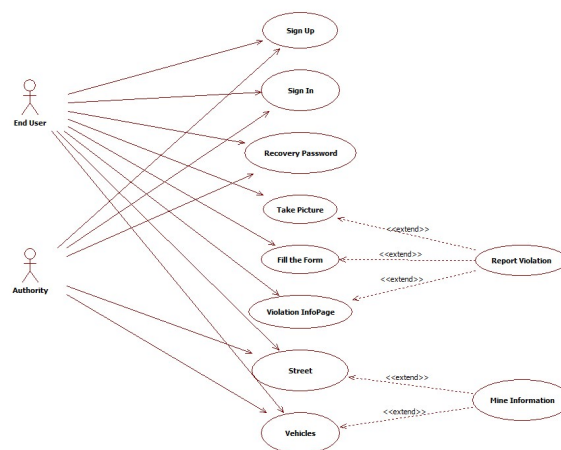 Sign Up
End User
Sign In
Recovery Password
Take Picture
<<extend>>
Authority
Fill the Form
<<extend>>
Report Violation
<<extend>>
Violation InfoPage
Street
<<extend>>
Mine Information
<<extend>>
Vehicles